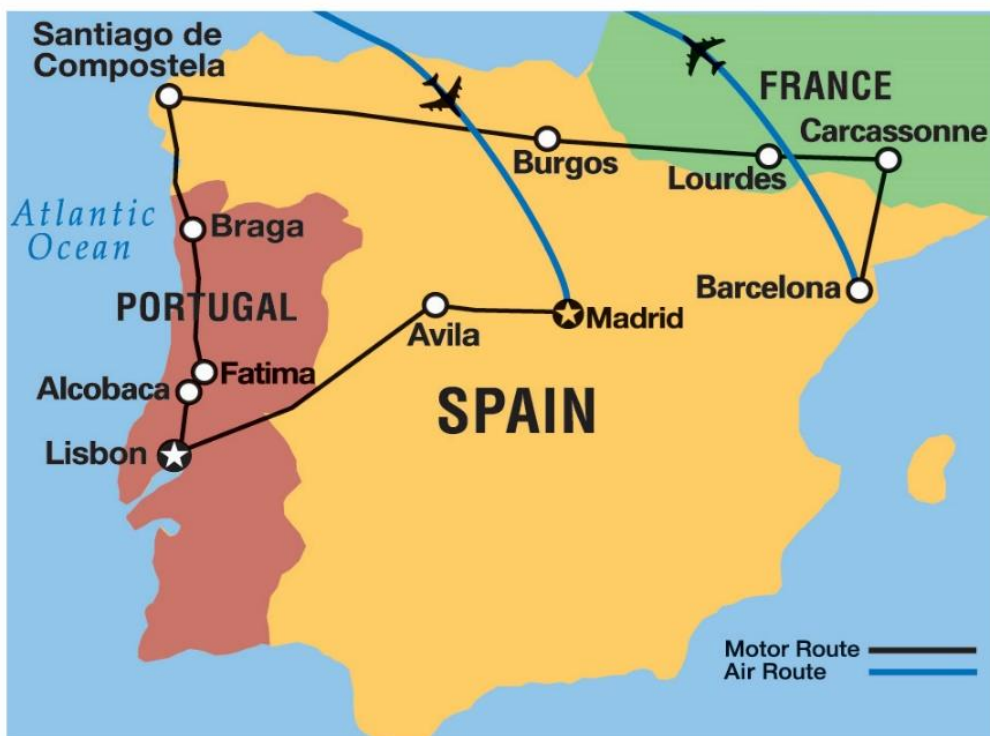 Santiago de
Compostela
FRANCE
Carcassonne
Burgos
Lourdes
Atlantic
Ocean
Braga
Barcelona
PORTUGAL
Madrid
Avila
Fatima
Alcobaca
SPAIN
Lisbon
Motor Route
Air Route